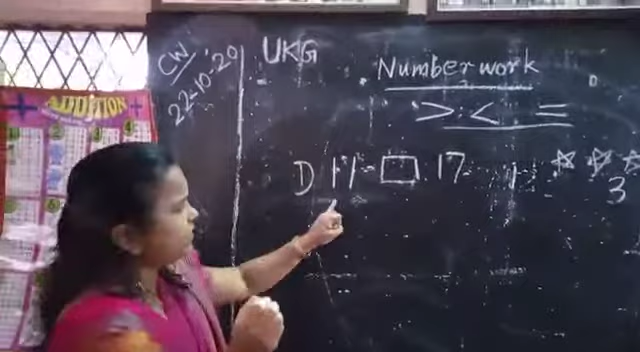 CW
22-10-'20
UKG
Number work
> < =
D 11 □ 17
3
ADDITION